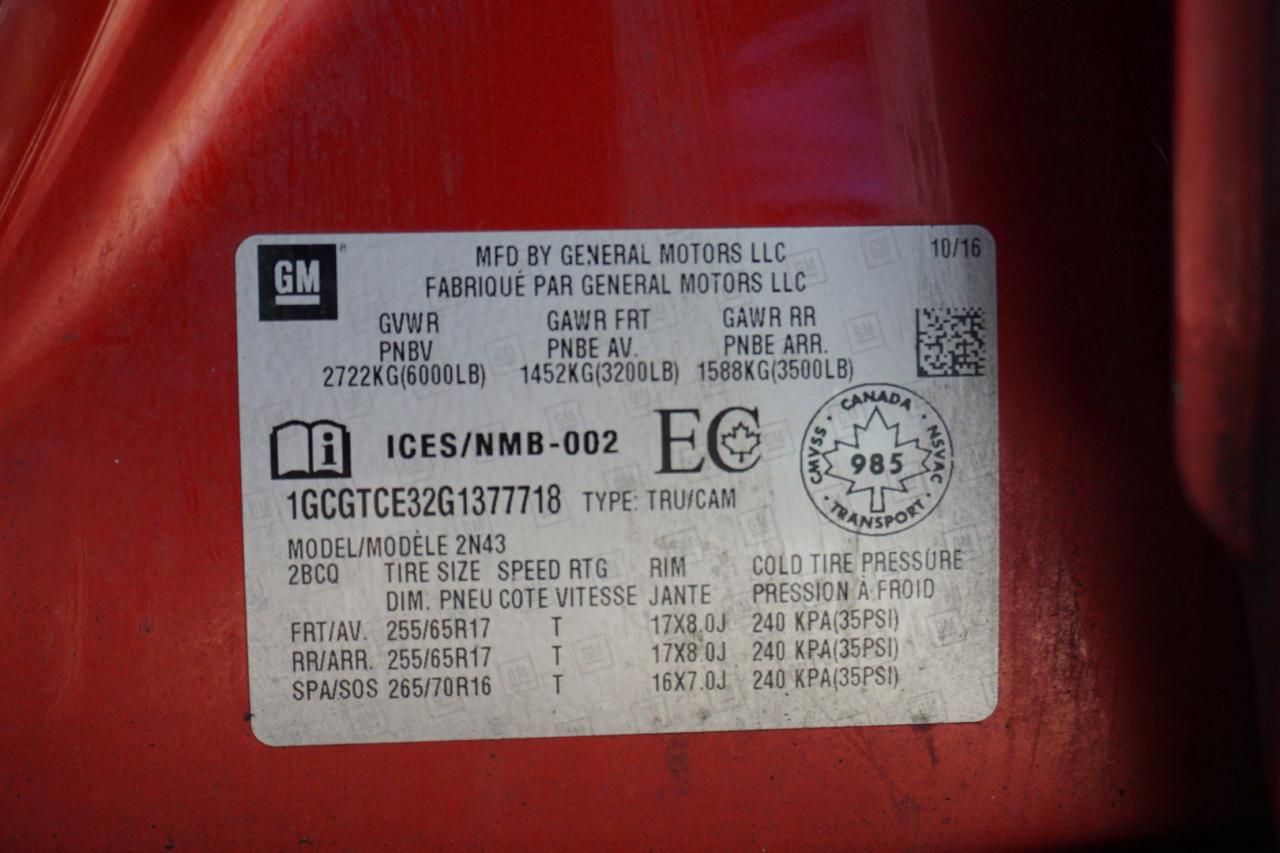 GM
MFD BY GENERAL MOTORS LLC 10/16
FABRIQUÉ PAR GENERAL MOTORS LLC
GVWR GAWR FRT GAWR RR
PNBV PNBE AV. PNBE ARR.
2722KG(6000LB) 1452KG(3200LB) 1588KG(3500LB)
i ICES/NMB-002 EC
CANADA
CMVSS 985 NSVAC
TRANSPORT
1GCGTCE32G1377718 TYPE: TRU/CAM
MODEL/MODÈLE 2N43
2BCQ TIRE SIZE SPEED RTG RIM COLD TIRE PRESSURE
DIM. PNEU COTE VITESSE JANTE PRESSION À FROID
FRT/AV. 255/65R17 T 17X8.0J 240 KPA(35PSI)
RR/ARR. 255/65R17 T 17X8.0J 240 KPA(35PSI)
SPA/SOS 265/70R16 T 16X7.0J 240 KPA(35PSI)